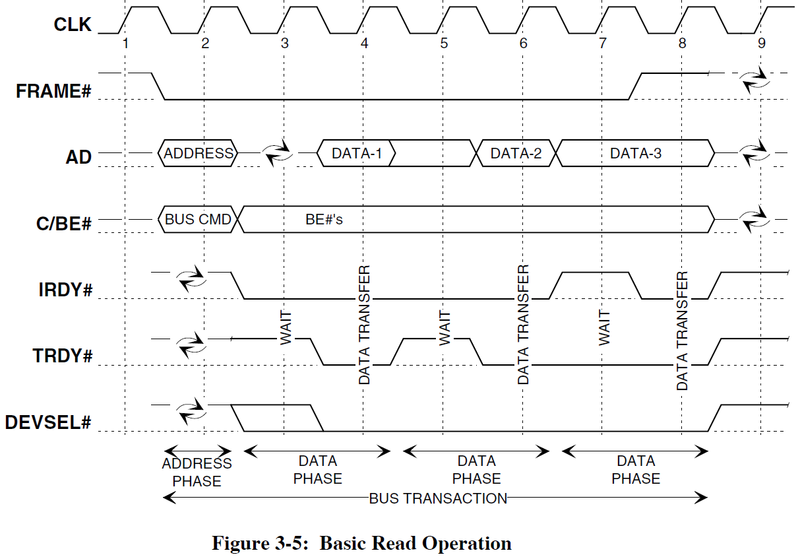 CLK
1 2 3 4 5 6 7 8 9
FRAME#
AD
ADDRESS DATA-1 DATA-2 DATA-3
C/BE#
BUS CMD BE#'s
IRDY#
WAIT DATA TRANSFER WAIT DATA TRANSFER WAIT DATA TRANSFER
TRDY#
DEVSEL#
ADDRESS
PHASE
DATA
PHASE
DATA
PHASE
DATA
PHASE
BUS TRANSACTION
Figure 3-5: Basic Read Operation